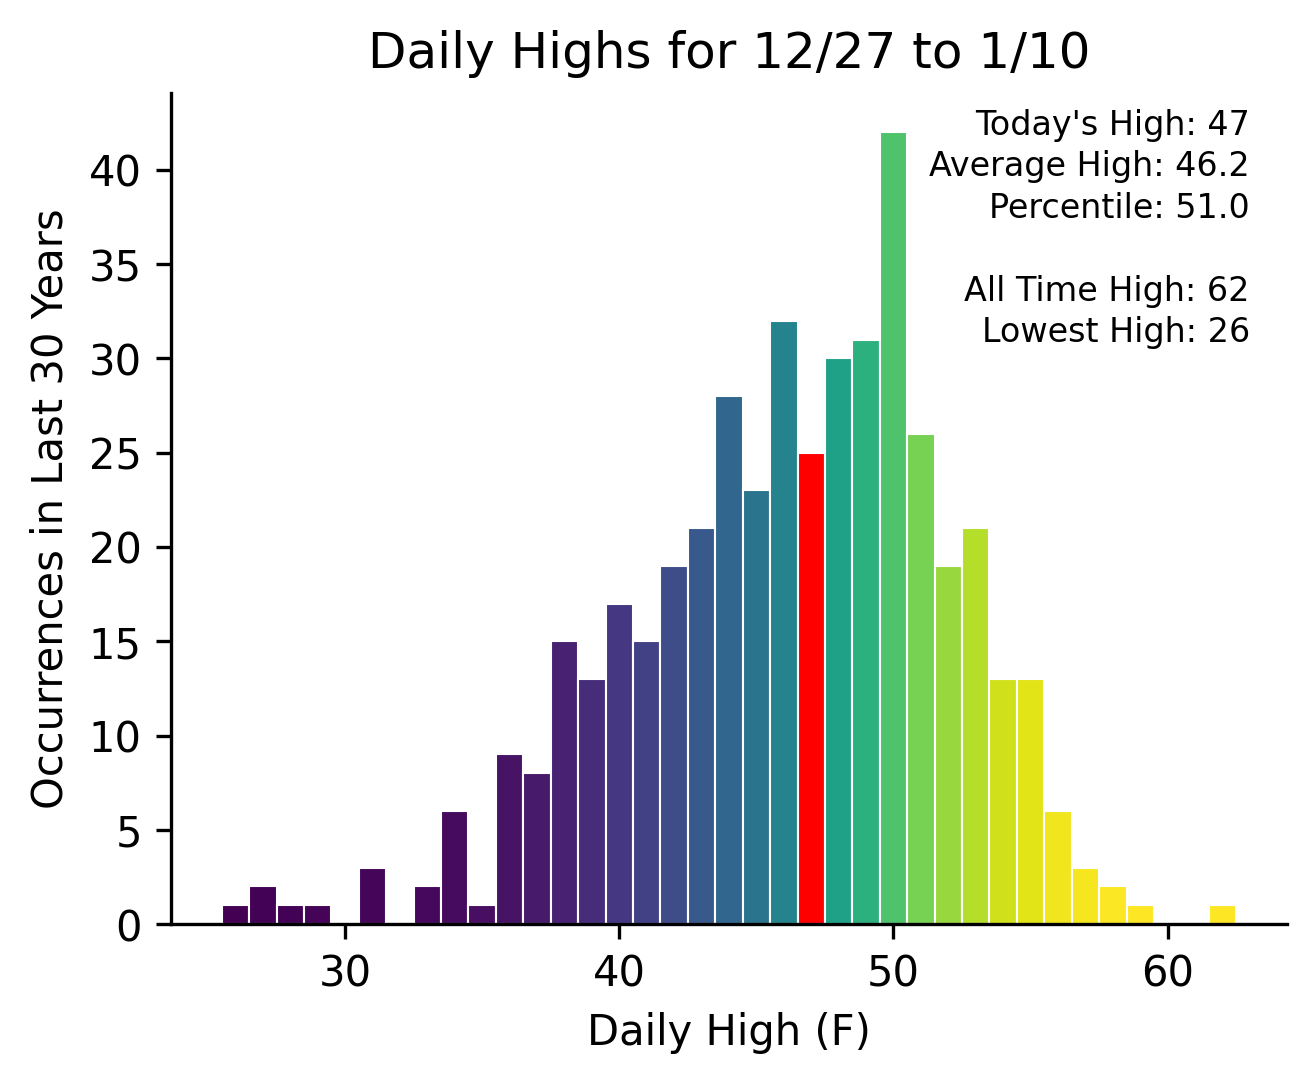 Daily Highs for 12/27 to 1/10
Today's High: 47
Average High: 46.2
Percentile: 51.0
All Time High: 62
Lowest High: 26
Occurrences in Last 30 Years
40
35
30
25
20
15
10
5
0
30 40 50 60
Daily High (F)